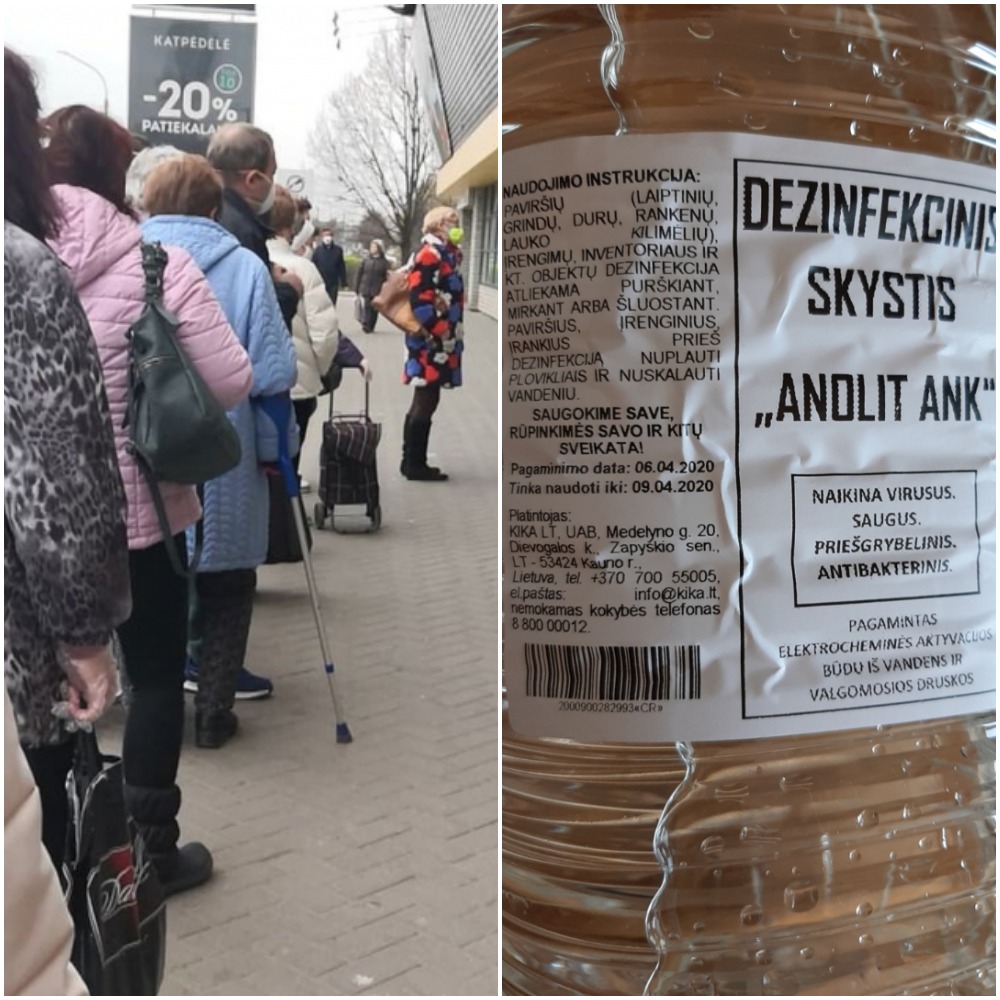 KATPĖDĖLĖ
-20%
PATIEKALA
NAUDOJIMO INSTRUKCIJA:
PAVIRŠIŲ (LAIPTINIŲ,
GRINDŲ, DURŲ, RANKENŲ,
LAUKO KILIMĖLIŲ),
ĮRENGIMŲ, INVENTORIAUS IR
KT. OBJEKTŲ DEZINFEKCIJA
ATLIEKAMA PURŠKIANT,
MIRKANT ARBA ŠLUOSTANT.
PAVIRŠIUS, ĮRENGINIUS,
ĮRANKIUS PRIEŠ
DEZINFEKCIJĄ NUPLAUTI
PLOVIKLIAIS IR NUSKALAUTI
VANDENIU.
SAUGOKIME SAVE,
RŪPINKIMĖS SAVO IR KITŲ
SVEIKATA!
Pagaminimo data: 06.04.2020
Tinka naudoti iki: 09.04.2020
Platintojas:
KIKA LT, UAB, Medelyno g. 20,
Dievogalos k., Zapyškio sen.,
LT - 53424 Kauno r.,
Lietuva, tel. +370 700 55005,
el.paštas: info@kika.lt,
nemokamas kokybės telefonas
8 800 00012.
2000900282993«CR»
DEZINFEKCINIS
SKYSTIS
„ANOLIT ANK“
NAIKINA VIRUSUS.
SAUGUS.
PRIEŠGRYBELINIS.
ANTIBAKTERINIS.
PAGAMINTAS
ELEKTROCHEMINĖS AKTYVACIJOS
BŪDU IŠ VANDENS IR
VALGOMOSIOS DRUSKOS